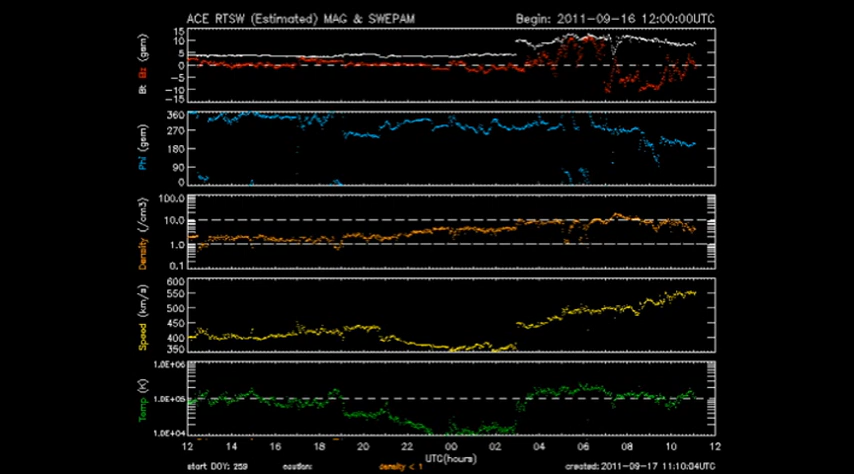 ACE RTSW (Estimated) MAG & SWEPAM Begin: 2011-09-16 12:00:00UTC
Bt Bz (gsm)
15
10
5
0
-5
-10
-15
Phi (gsm)
360
270
180
90
0
Density (/cm3)
100.0
10.0
1.0
0.1
Speed (km/s)
600
550
500
450
400
350
Temp (K)
1.0E+06
1.0E+05
1.0E+04
12 14 16 18 20 22 00 02 04 06 08 10 12
UTC(hours)
start DOY: 259 density < 1 created: 2011-09-17 11:10:04UTC